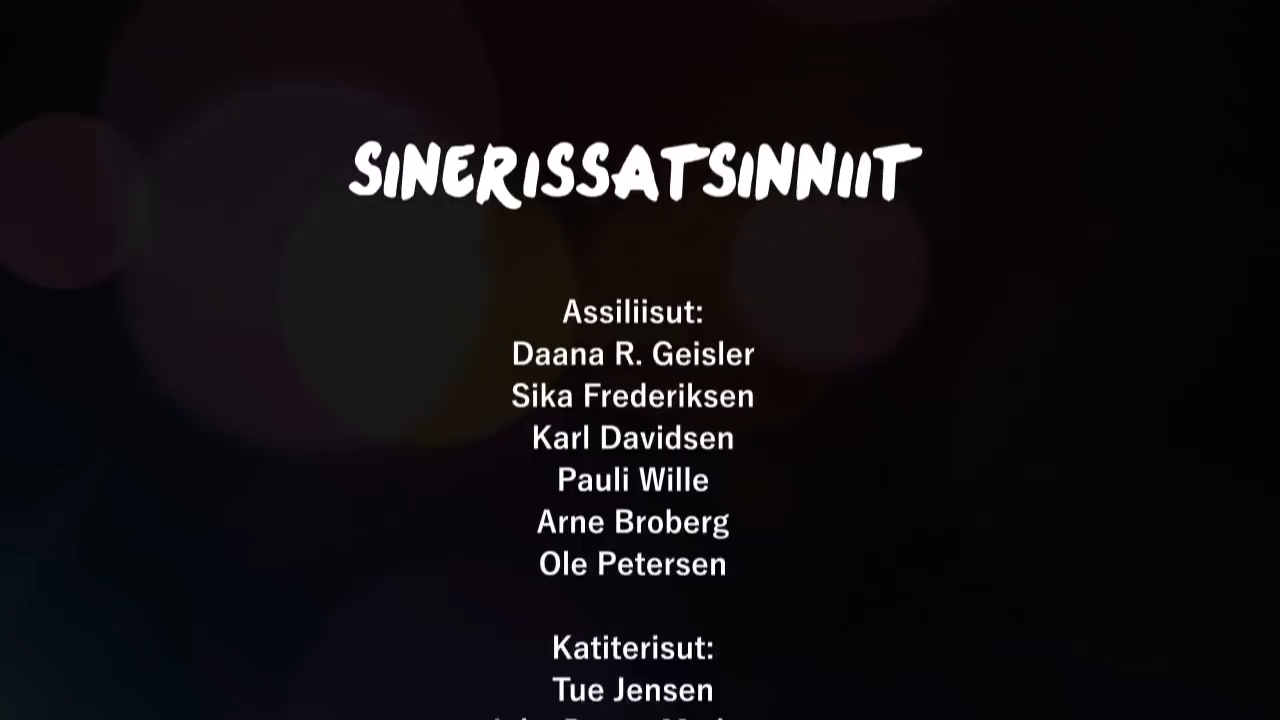 SINERISSATSINNIIT
Assiliisut:
Daana R. Geisler
Sika Frederiksen
Karl Davidsen
Pauli Wille
Arne Broberg
Ole Petersen
Katiterisut:
Tue Jensen